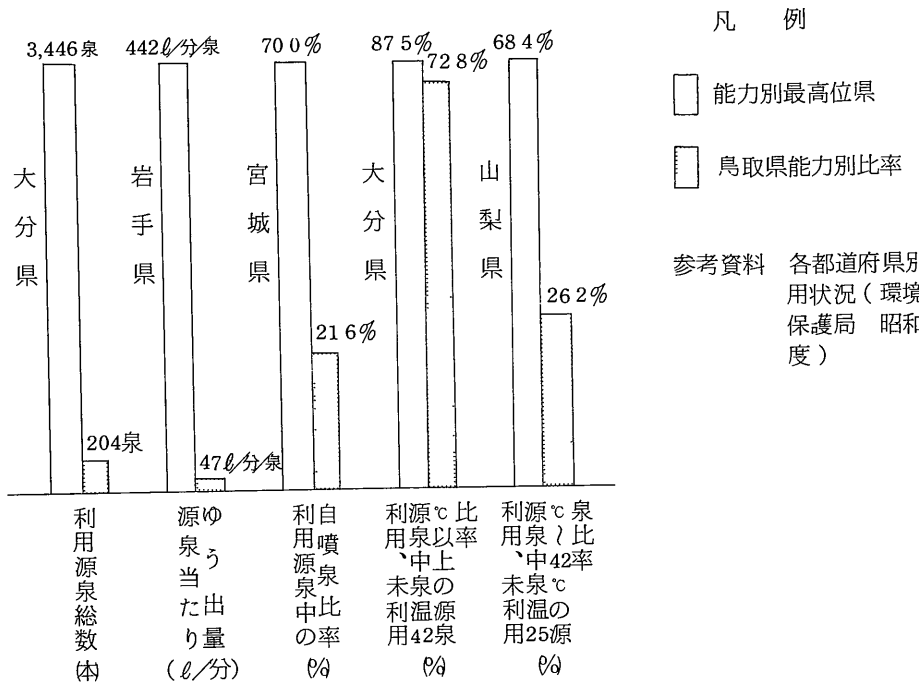 3,446泉
442ℓ/分/泉
70 0%
87 5%
72 8%
68 4%
大分県
岩手県
宮城県
大分県
山梨県
204泉
47ℓ/分/泉
21 6%
26 2%
利用源泉総数
(本)
源泉当たり
ゆう出量
(ℓ/分)
利用源泉中の
自噴泉比率
(%)
利用、未利用
源泉中泉温42
℃以上の源泉
比率
(%)
利用、未利用
源泉中泉温25
℃~42℃の源
泉比率
(%)
凡 例
能力別最高位県
鳥取県能力別比率
参考資料 各都道府県別
用状況(環境
保護局 昭和
度)